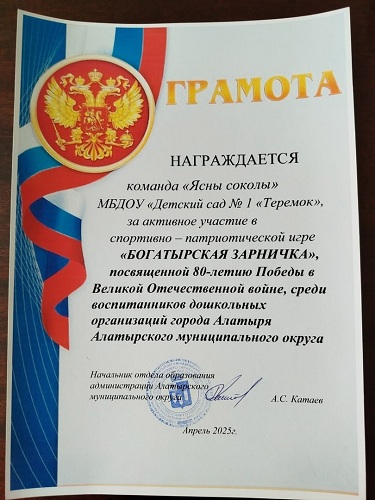 ГРАМОТА
НАГРАЖДАЕТСЯ
команда «Ясны соколы»
МБДОУ «Детский сад № 1 «Теремок»,
за активное участие в
спортивно – патриотической игре
«БОГАТЫРСКАЯ ЗАРНИЧКА»,
посвященной 80-летию Победы в
Великой Отечественной войне, среди
воспитанников дошкольных
организаций города Алатыря
Алатырского муниципального округа
Начальник отдела образования
администрации Алатырского
муниципального округа
А.С. Катаев
Апрель 2025г.